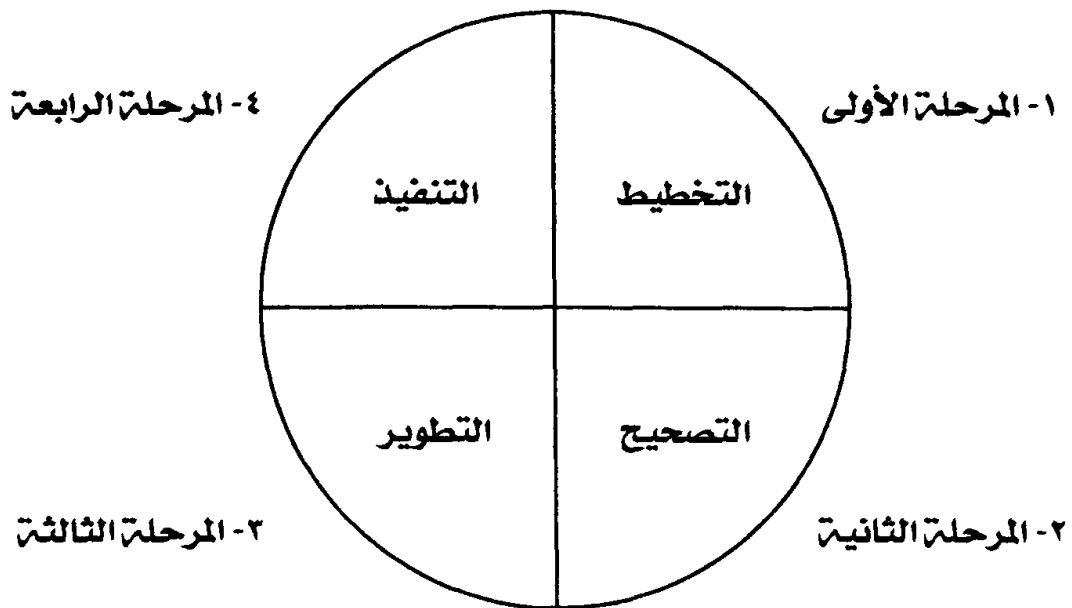 ١- المرحلة الأولى
٤- المرحلة الرابعة
التخطيط
التنفيذ
التصحيح
التطوير
٢- المرحلة الثانية
٣- المرحلة الثالثة